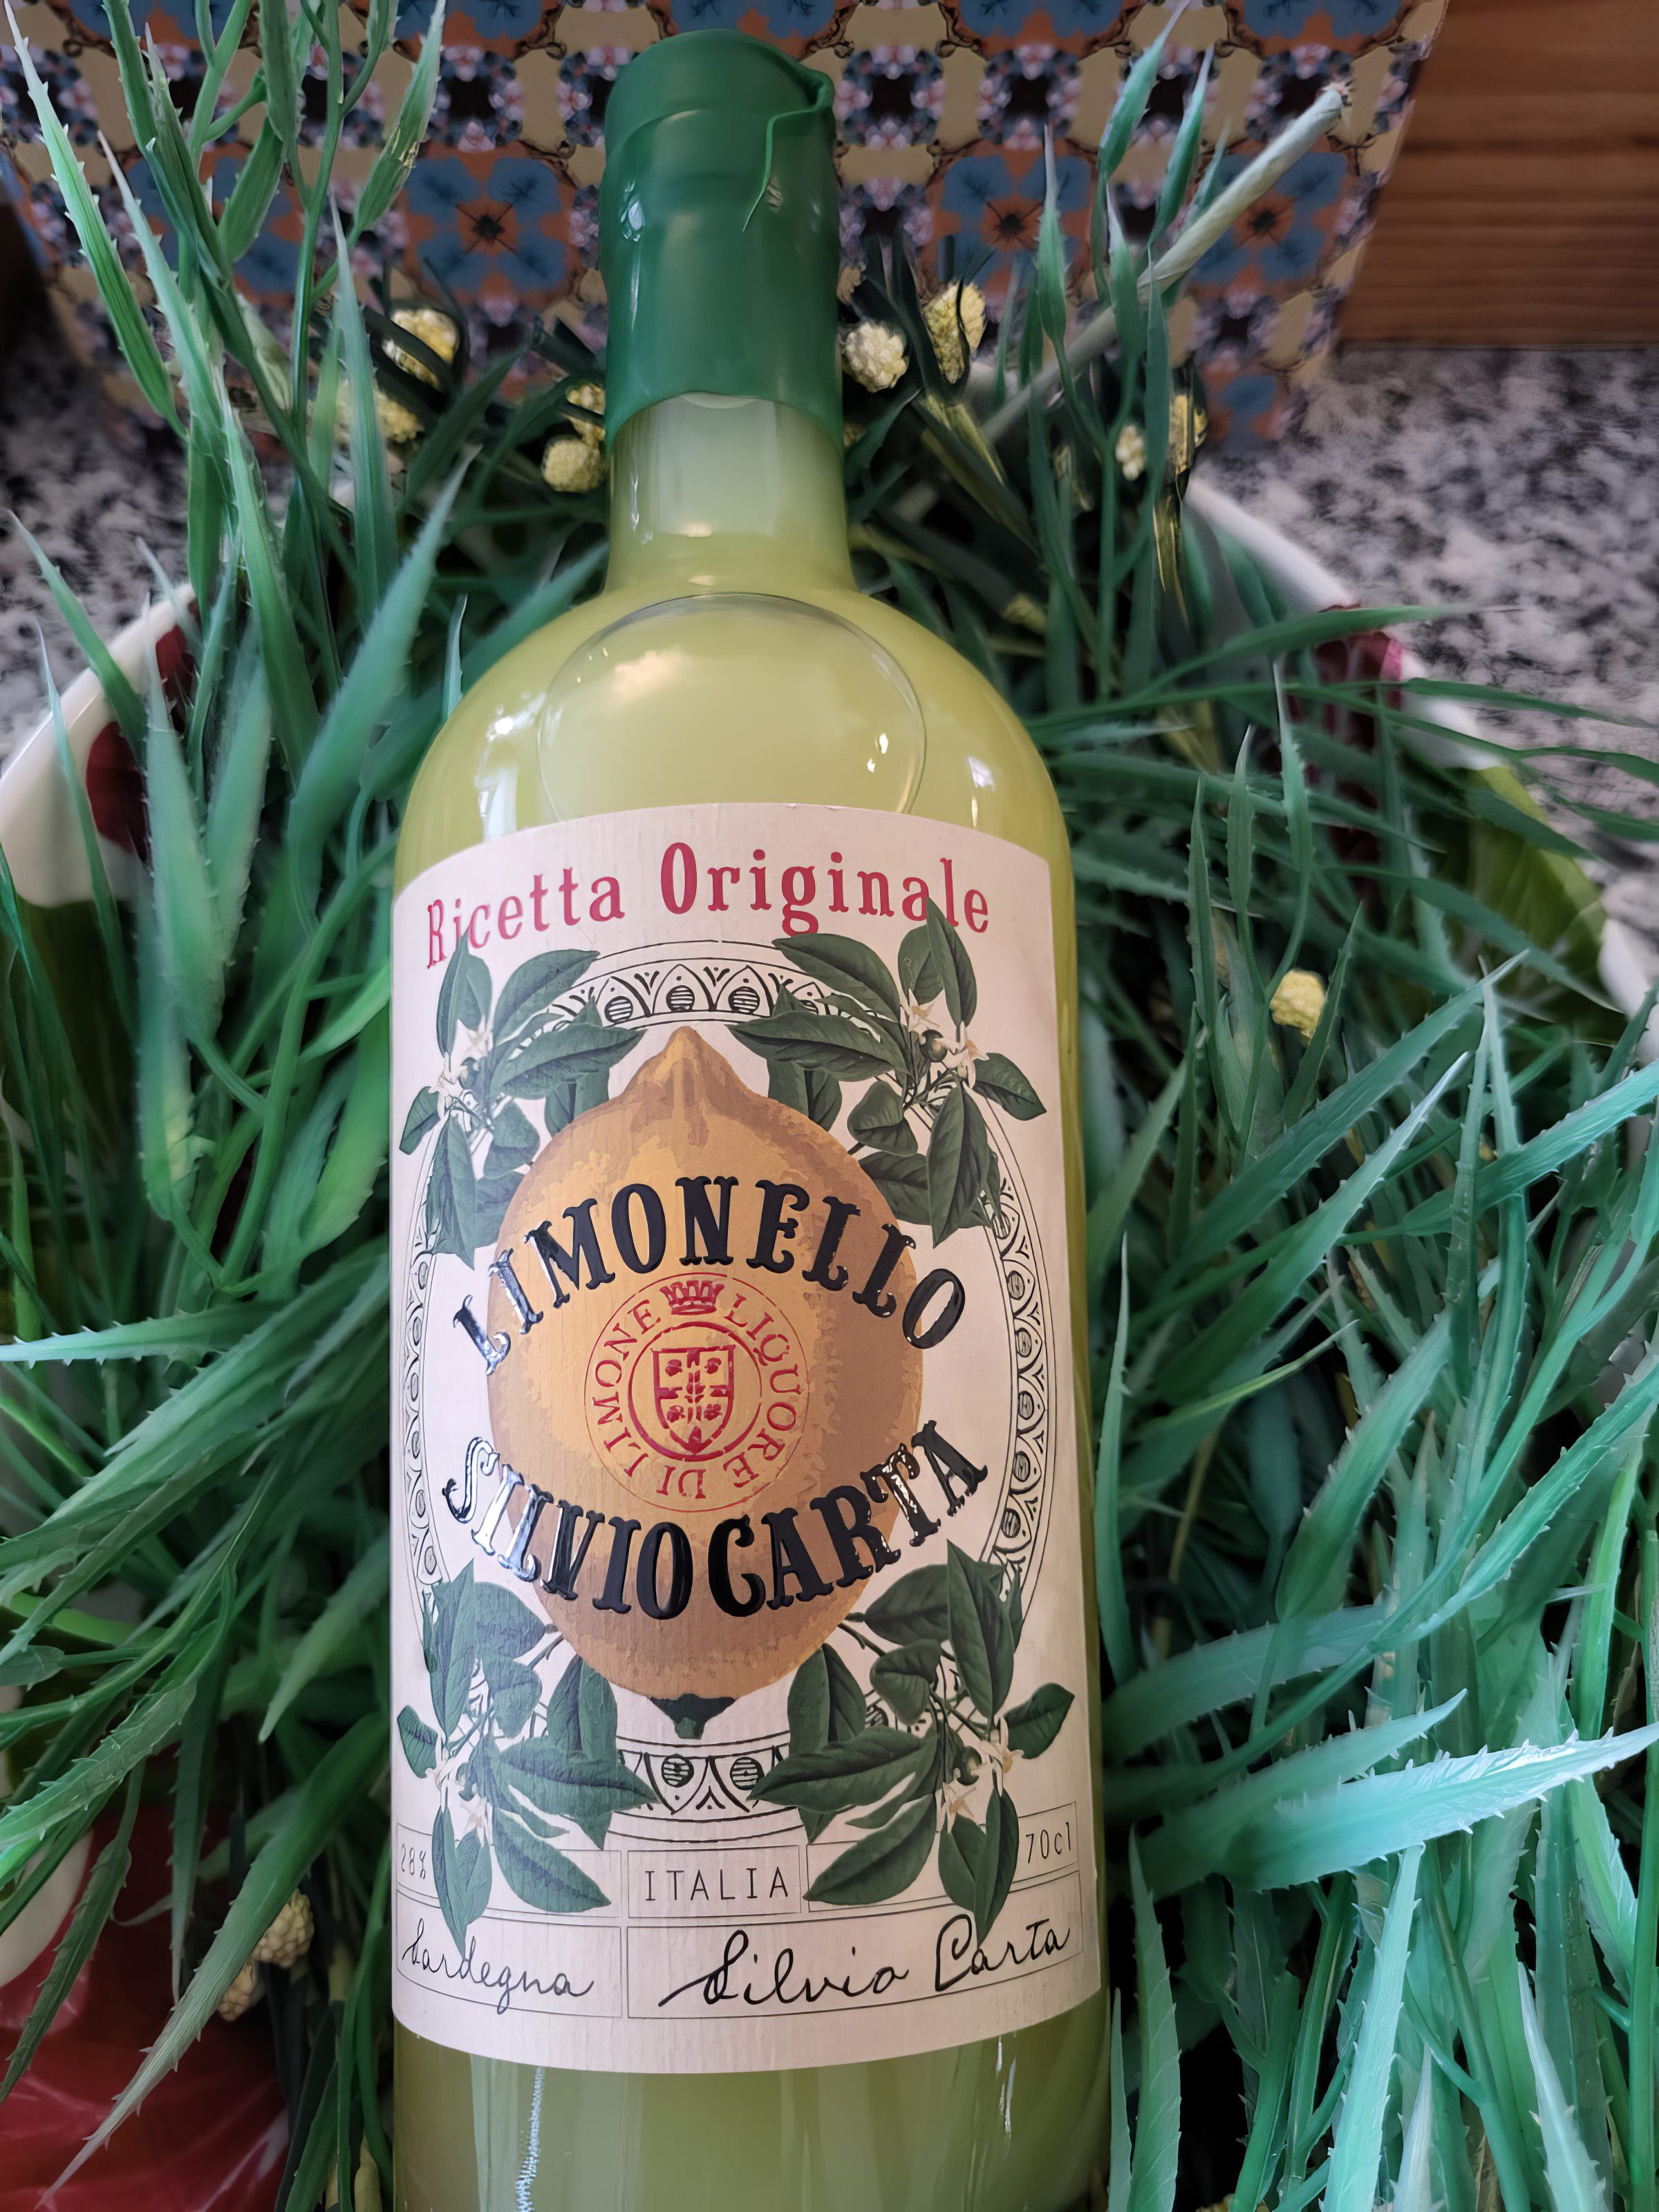 Ricetta Originale
LIMONELLO
LIQUORE DI LIMONE
SILVIO CARTA
28%
ITALIA
70cl
Sardegna
Silvio Carta